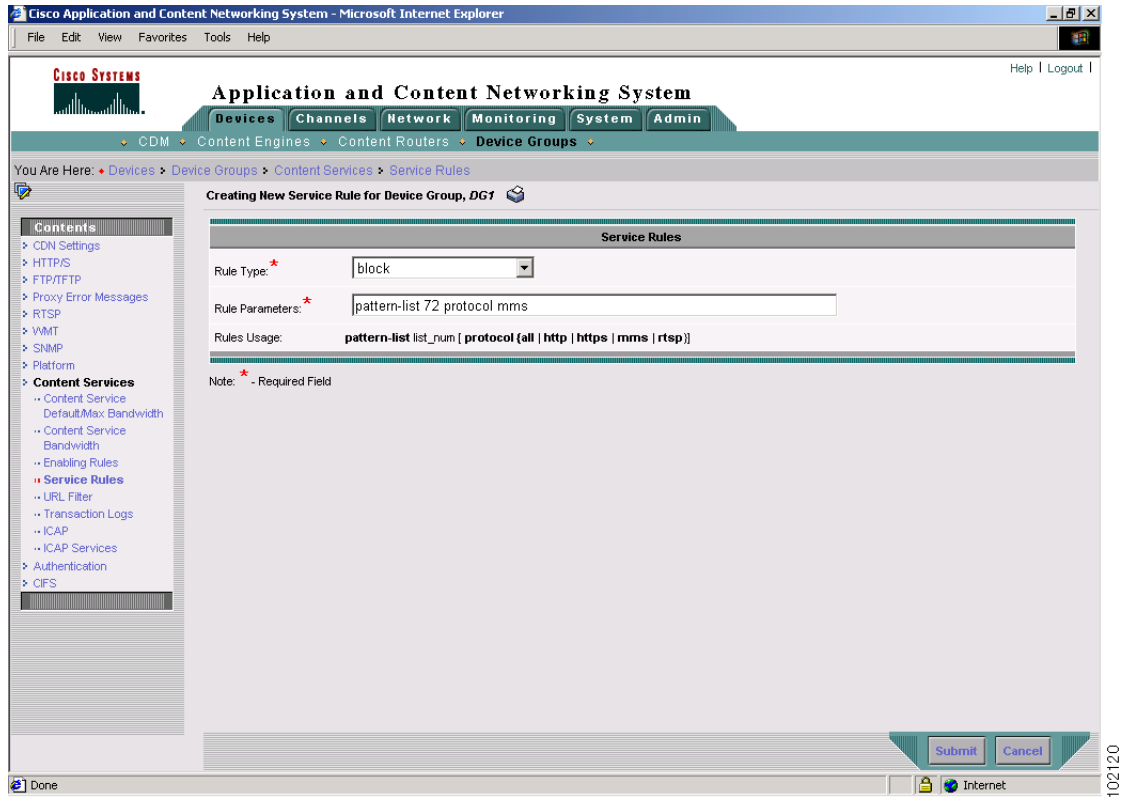 Cisco Application and Content Networking System - Microsoft Internet Explorer
File Edit View Favorites Tools Help
Help | Logout |
CISCO SYSTEMS
Application and Content Networking System
Devices Channels Network Monitoring System Admin
CDM Content Engines Content Routers Device Groups
You Are Here: Devices Device Groups Content Services Service Rules
Creating New Service Rule for Device Group, DG1
Contents
CDN Settings
HTTP/S
FTP/TFTP
Proxy Error Messages
RTSP
WMT
SNMP
Platform
Content Services
Content Service
Default/Max Bandwidth
Content Service
Bandwidth
Enabling Rules
Service Rules
URL Filter
Transaction Logs
ICAP
ICAP Services
Authentication
CIFS
Service Rules
Rule Type:* block
Rule Parameters:* pattern-list 72 protocol mms
Rules Usage: pattern-list list_num [ protocol {all | http | https | mms | rtsp}]
Note: * - Required Field
Submit Cancel
Done
Internet
102120